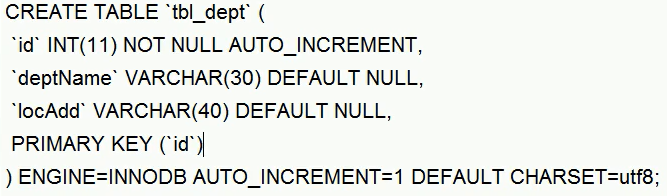 CREATE TABLE `tbl_dept` (
`id` INT(11) NOT NULL AUTO_INCREMENT,
`deptName` VARCHAR(30) DEFAULT NULL,
`locAdd` VARCHAR(40) DEFAULT NULL,
PRIMARY KEY (`id`)
) ENGINE=INNODB AUTO_INCREMENT=1 DEFAULT CHARSET=utf8;